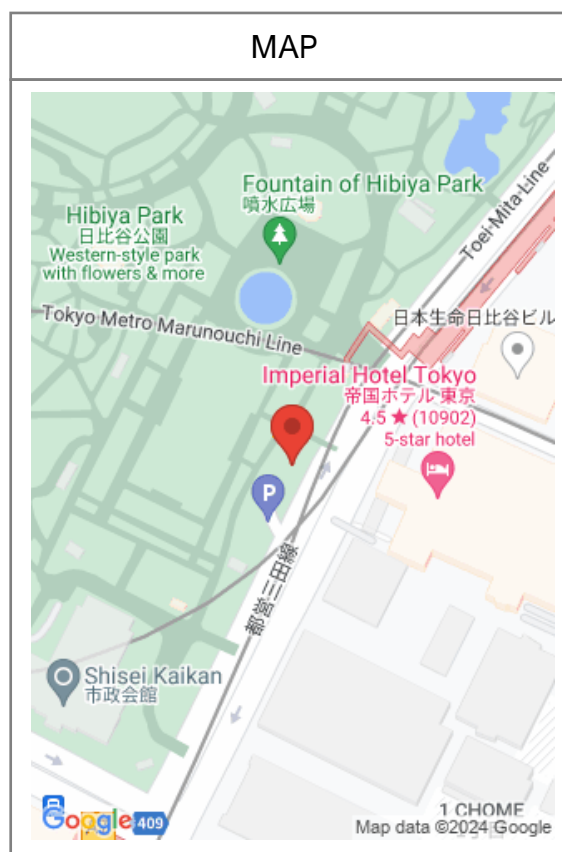 MAP
Fountain of Hibiya Park
噴水広場
Hibiya Park
日比谷公園
Western-style park
with flowers & more
Toei-Mita-Line
Tokyo Metro Marunouchi Line
日本生命日比谷ビル
Imperial Hotel Tokyo
帝国ホテル 東京
4.5 ★ (10902)
5-star hotel
P
都営三田線
Shisei Kaikan
市政会館
Google
409
1 CHOME
Map data ©2024 Google